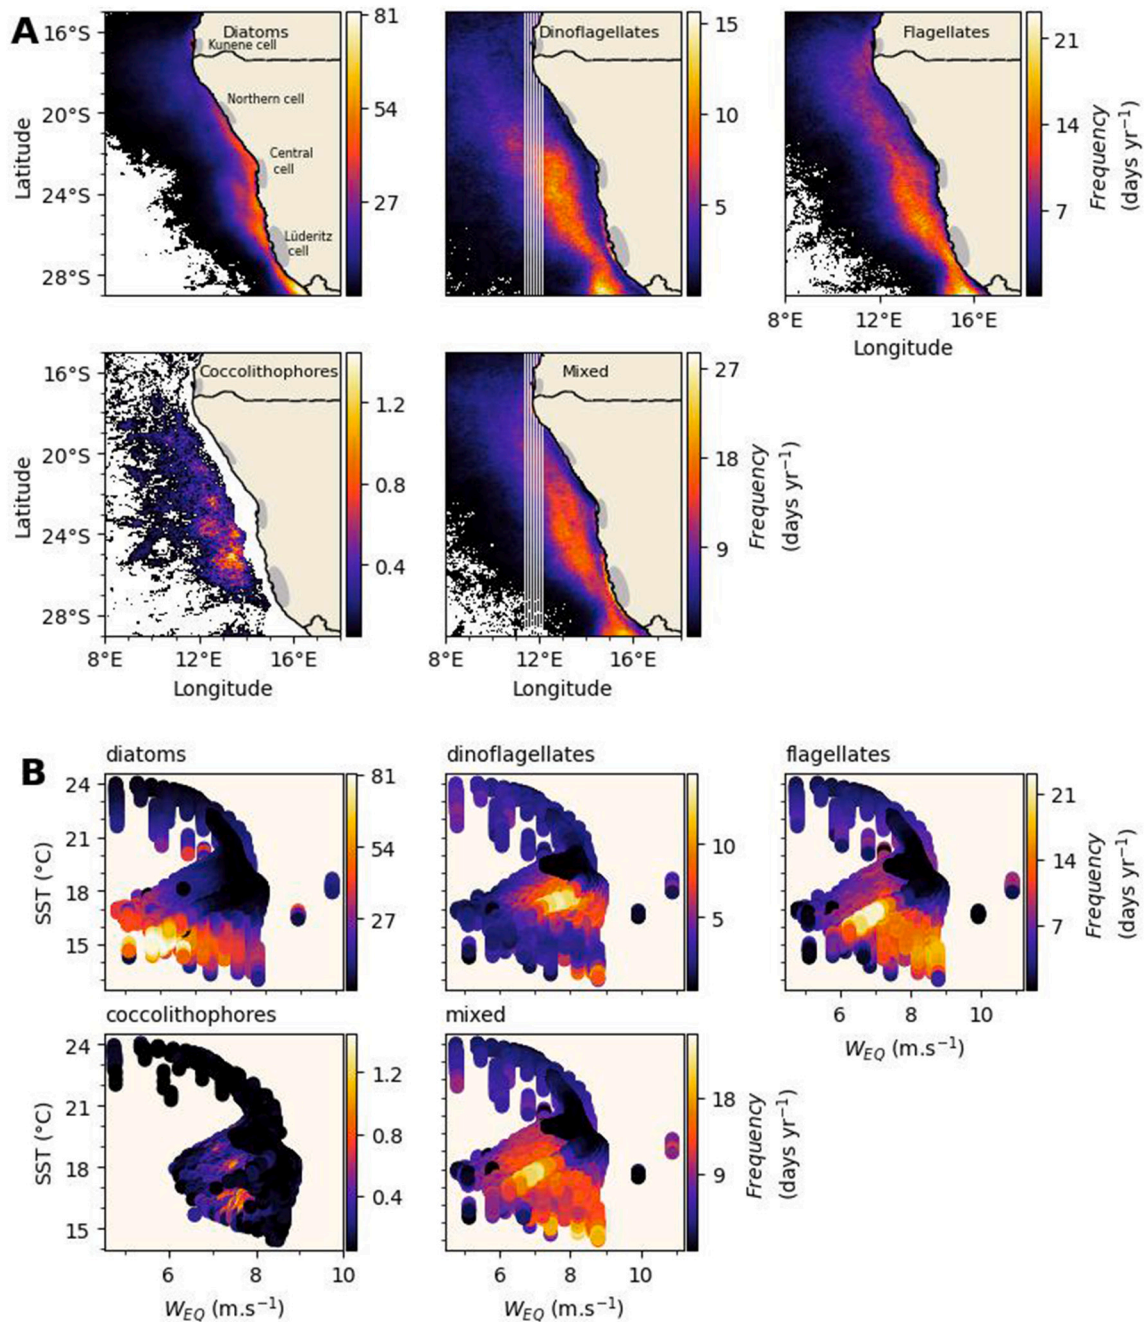 A
Diatoms
Kunene cell
Northern cell
Central
cell
Lüderitz
cell
16°S
20°S
24°S
28°S
Latitude
81
54
27
Dinoflagellates
15
10
5
Flagellates
21
14
7
Frequency
(days yr⁻¹)
8°E 12°E 16°E
Longitude
Coccolithophores
16°S
20°S
24°S
28°S
Latitude
1.2
0.8
0.4
8°E 12°E 16°E
Longitude
Mixed
27
18
9
Frequency
(days yr⁻¹)
8°E 12°E 16°E
Longitude
B
diatoms
24
21
18
15
SST (°C)
81
54
27
dinoflagellates
10
5
flagellates
21
14
7
Frequency
(days yr⁻¹)
6 8 10
W_EQ (m.s⁻¹)
coccolithophores
24
21
18
15
SST (°C)
1.2
0.8
0.4
6 8 10
W_EQ (m.s⁻¹)
mixed
18
9
Frequency
(days yr⁻¹)
6 8 10
W_EQ (m.s⁻¹)